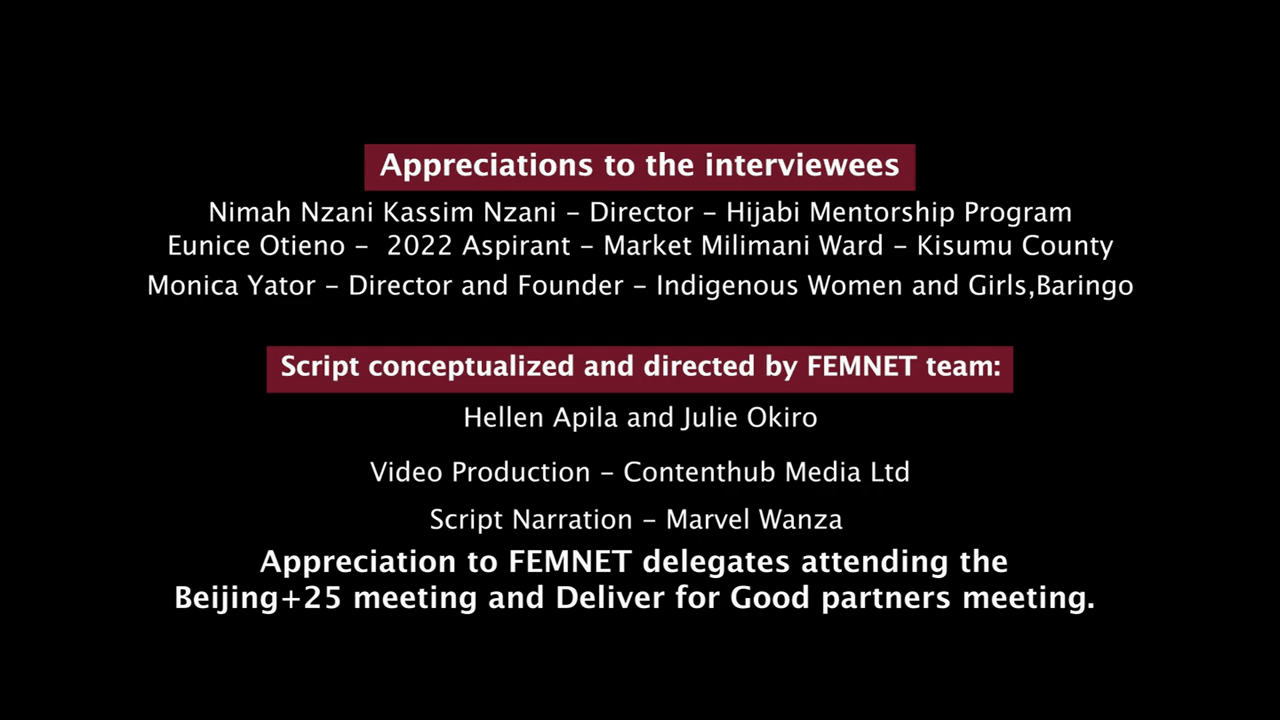 Appreciations to the interviewees
Nimah Nzani Kassim Nzani – Director – Hijabi Mentorship Program
Eunice Otieno –  2022 Aspirant – Market Milimani Ward – Kisumu County
Monica Yator – Director and Founder – Indigenous Women and Girls,Baringo
Script conceptualized and directed by FEMNET team:
Hellen Apila and Julie Okiro
Video Production – Contenthub Media Ltd
Script Narration – Marvel Wanza
Appreciation to FEMNET delegates attending the
Beijing+25 meeting and Deliver for Good partners meeting.